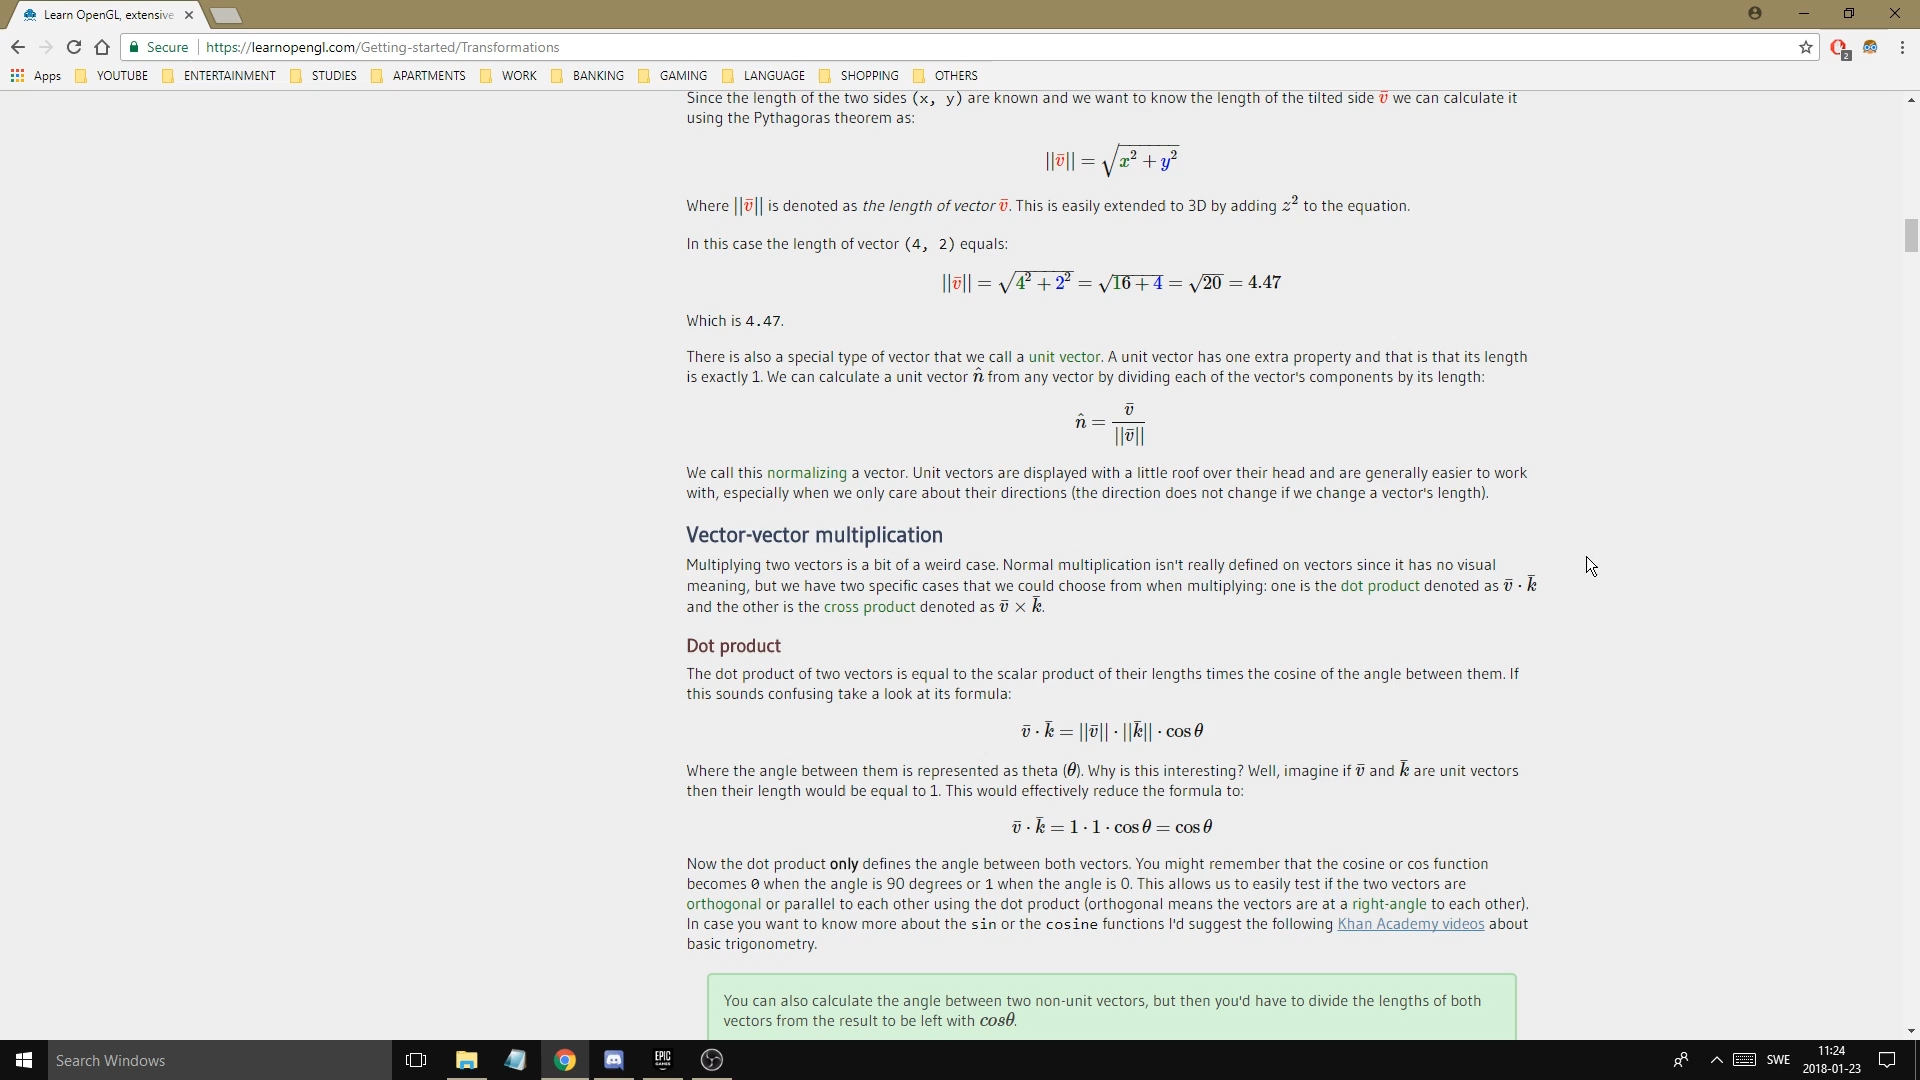 Learn OpenGL, extensive
Secure https://learnopengl.com/Getting-started/Transformations
2
Apps YOUTUBE ENTERTAINMENT STUDIES APARTMENTS WORK BANKING GAMING LANGUAGE SHOPPING OTHERS
Since the length of the two sides (x, y) are known and we want to know the length of the tilted side v̄ we can calculate it
using the Pythagoras theorem as:
||v̄|| = √(x² + y²)
Where ||v̄|| is denoted as the length of vector v̄. This is easily extended to 3D by adding z² to the equation.
In this case the length of vector (4, 2) equals:
||v̄|| = √(4² + 2²) = √(16 + 4) = √20 = 4.47
Which is 4.47.
There is also a special type of vector that we call a unit vector. A unit vector has one extra property and that is that its length
is exactly 1. We can calculate a unit vector n̂ from any vector by dividing each of the vector's components by its length:
n̂ = v̄ / ||v̄||
We call this normalizing a vector. Unit vectors are displayed with a little roof over their head and are generally easier to work
with, especially when we only care about their directions (the direction does not change if we change a vector's length).
Vector-vector multiplication
Multiplying two vectors is a bit of a weird case. Normal multiplication isn't really defined on vectors since it has no visual
meaning, but we have two specific cases that we could choose from when multiplying: one is the dot product denoted as v̄ · k̄
and the other is the cross product denoted as v̄ × k̄.
Dot product
The dot product of two vectors is equal to the scalar product of their lengths times the cosine of the angle between them. If
this sounds confusing take a look at its formula:
v̄ · k̄ = ||v̄|| · ||k̄|| · cos θ
Where the angle between them is represented as theta (θ). Why is this interesting? Well, imagine if v̄ and k̄ are unit vectors
then their length would be equal to 1. This would effectively reduce the formula to:
v̄ · k̄ = 1 · 1 · cos θ = cos θ
Now the dot product only defines the angle between both vectors. You might remember that the cosine or cos function
becomes 0 when the angle is 90 degrees or 1 when the angle is 0. This allows us to easily test if the two vectors are
orthogonal or parallel to each other using the dot product (orthogonal means the vectors are at a right-angle to each other).
In case you want to know more about the sin or the cosine functions I'd suggest the following Khan Academy videos about
basic trigonometry.
You can also calculate the angle between two non-unit vectors, but then you'd have to divide the lengths of both
vectors from the result to be left with cosθ.
Search Windows
EPIC
GAMES
SWE
11:24
2018-01-23